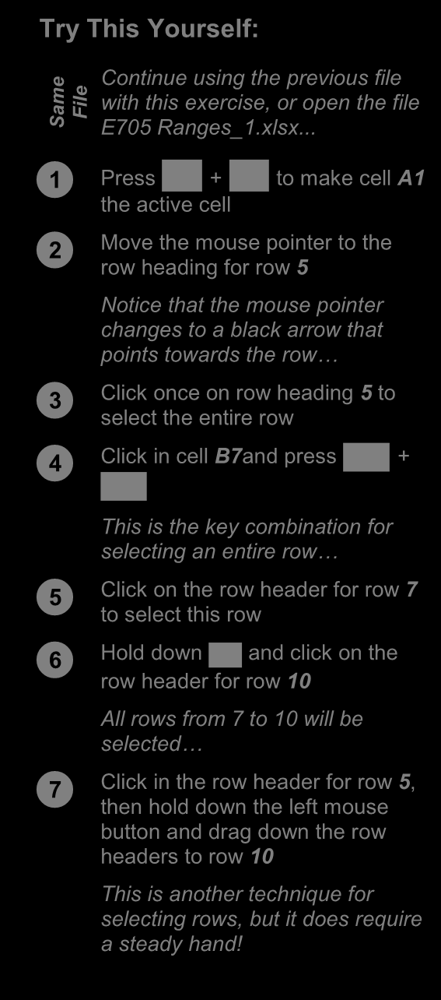 Try This Yourself:
Same
File
Continue using the previous file
with this exercise, or open the file
E705 Ranges_1.xlsx...
1
Press + to make cell A1
the active cell
2
Move the mouse pointer to the
row heading for row 5
Notice that the mouse pointer
changes to a black arrow that
points towards the row…
3
Click once on row heading 5 to
select the entire row
4
Click in cell B7and press +
This is the key combination for
selecting an entire row…
5
Click on the row header for row 7
to select this row
6
Hold down and click on the
row header for row 10
All rows from 7 to 10 will be
selected…
7
Click in the row header for row 5,
then hold down the left mouse
button and drag down the row
headers to row 10
This is another technique for
selecting rows, but it does require
a steady hand!